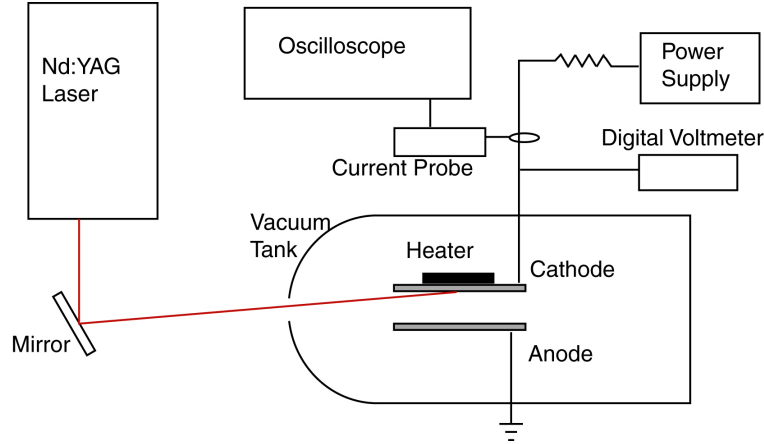 Nd:YAG
Laser
Oscilloscope
Power
Supply
Current Probe
Digital Voltmeter
Vacuum
Tank
Heater
Cathode
Mirror
Anode